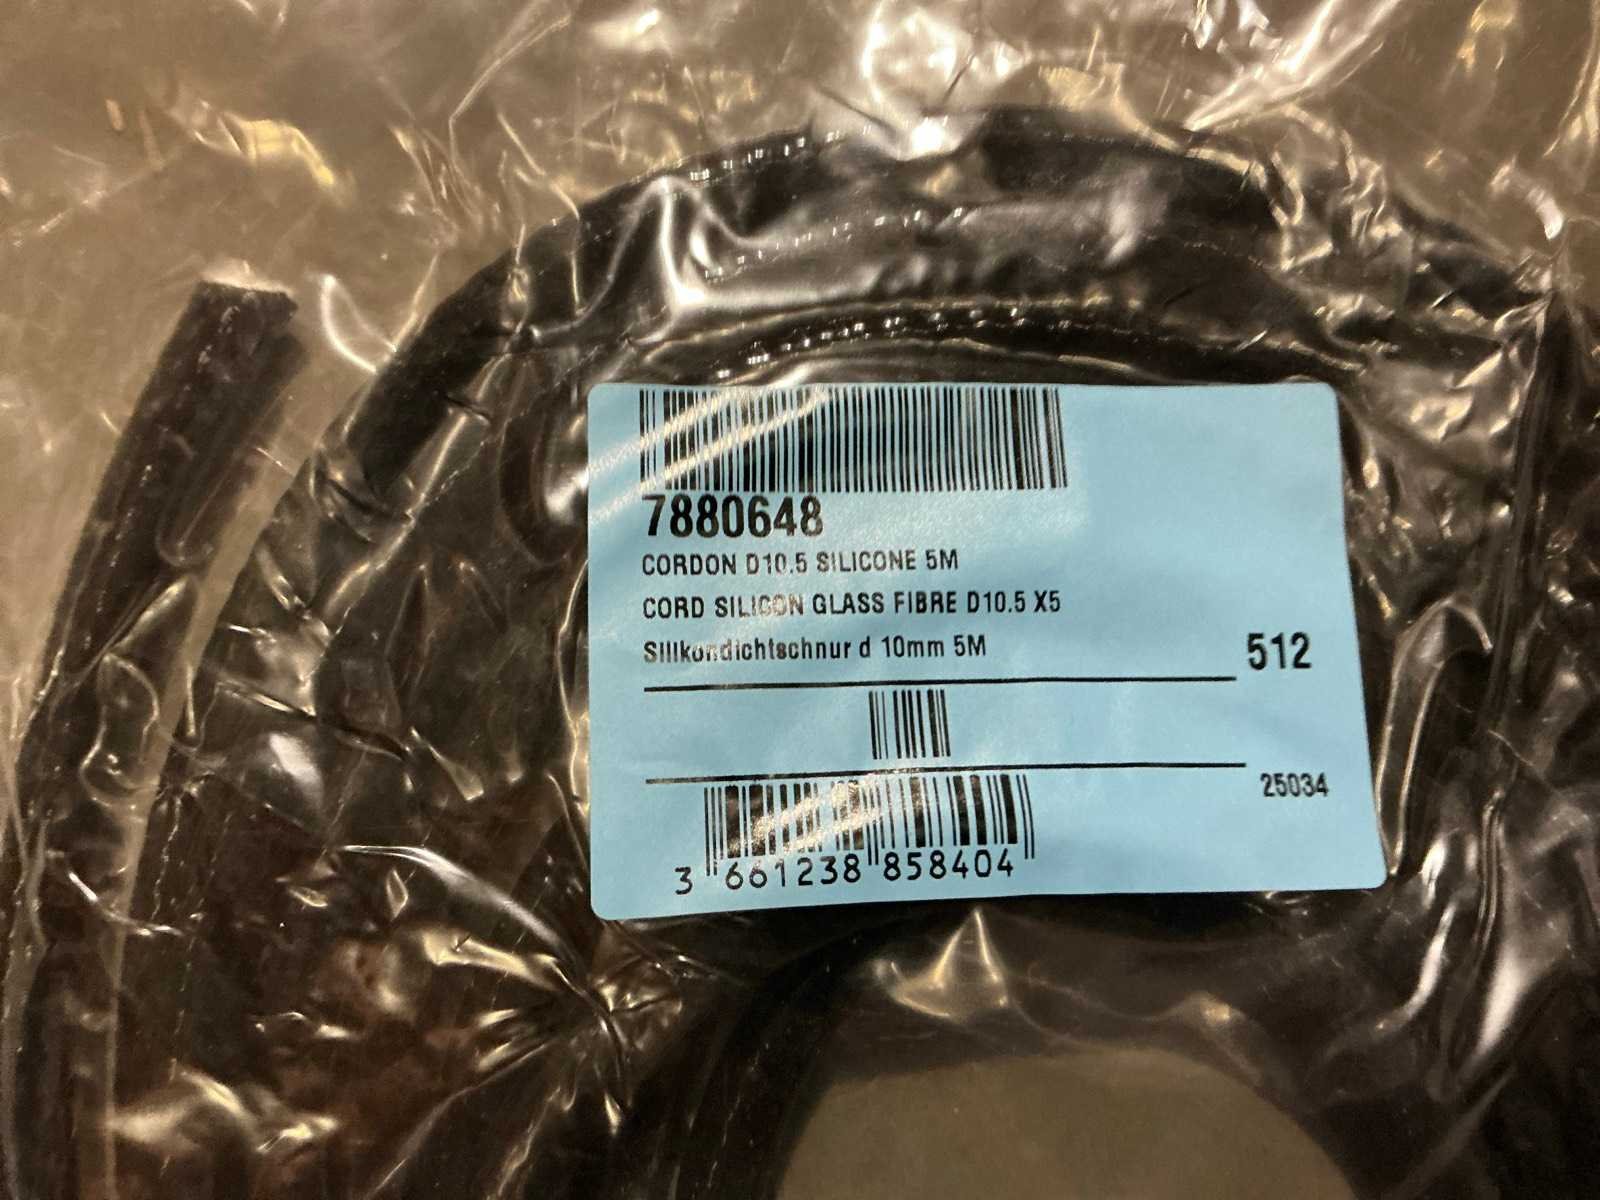 7880648
CORDON D10.5 SILICONE 5M
CORD SILICON GLASS FIBRE D10.5 X5
Silikondichtschnur d 10mm 5M
512
25034
3 661238 858404